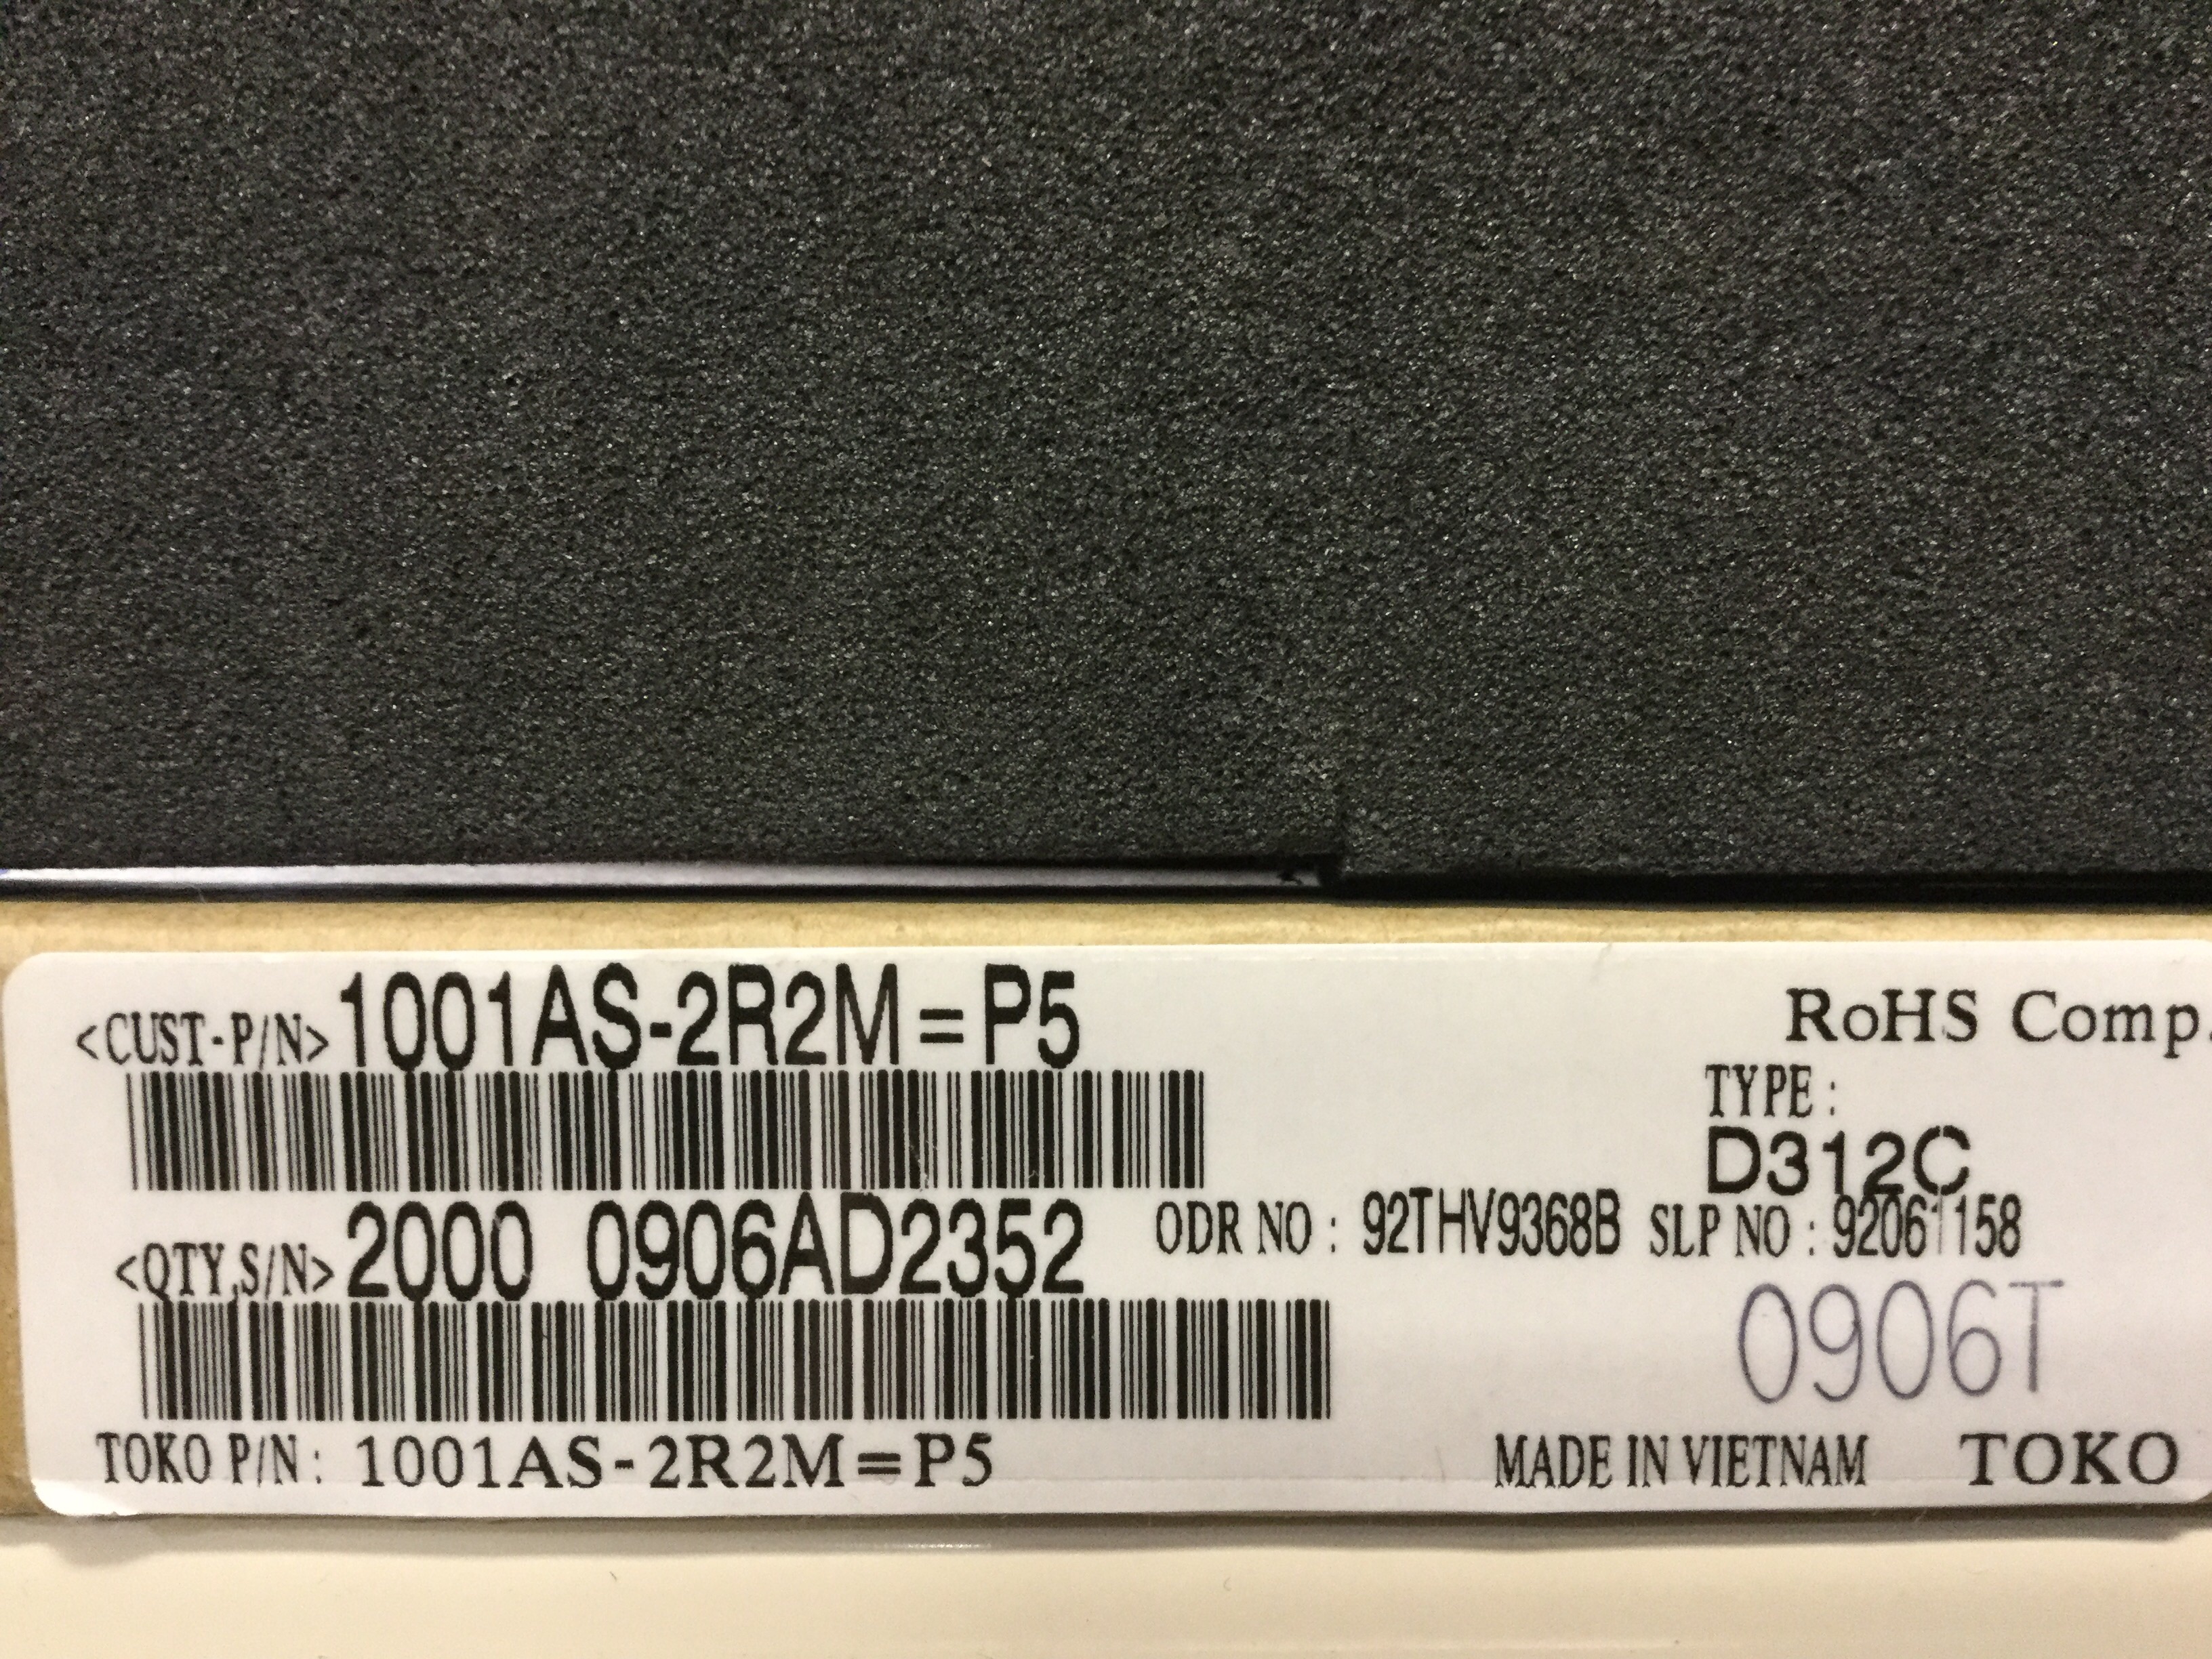 <CUST-P/N> 1001AS-2R2M=P5
RoHS Comp.
TYPE :
D312C
<QTY,S/N> 2000 0906AD2352
ODR NO : 92THV9368B SLP NO : 92061158
0906T
TOKO P/N : 1001AS-2R2M=P5
MADE IN VIETNAM TOKO